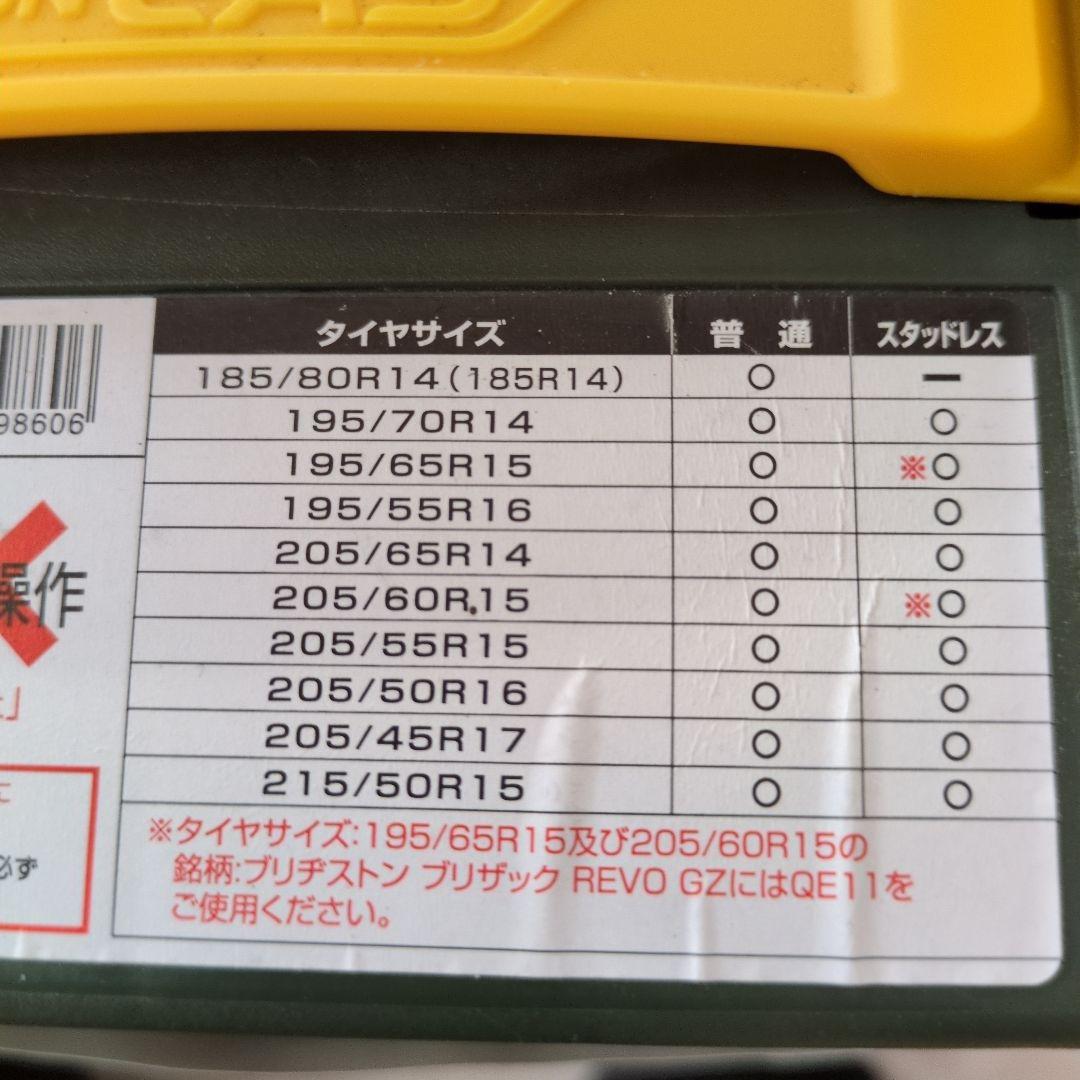 タイヤサイズ 普通 スタッドレス
185/80R14(185R14) ○ ー
195/70R14 ○ ○
195/65R15 ○ ※○
195/55R16 ○ ○
205/65R14 ○ ○
205/60R15 ○ ※○
205/55R15 ○ ○
205/50R16 ○ ○
205/45R17 ○ ○
215/50R15 ○ ○
※タイヤサイズ:195/65R15及び205/60R15の
銘柄:ブリヂストン ブリザック REVO GZにはQE11を
ご使用ください。
98606
操作
」
に
必ず